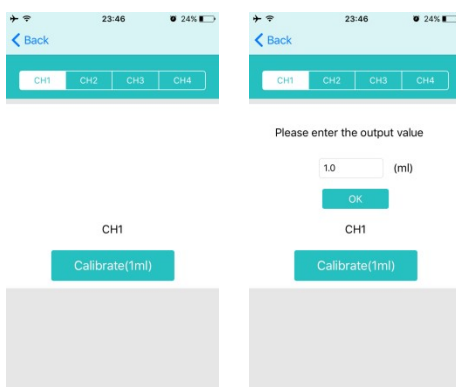 23:46
24%
Back
CH1
CH2
CH3
CH4
CH1
Calibrate(1ml)
23:46
24%
Back
CH1
CH2
CH3
CH4
Please enter the output value
1.0
(ml)
OK
CH1
Calibrate(1ml)